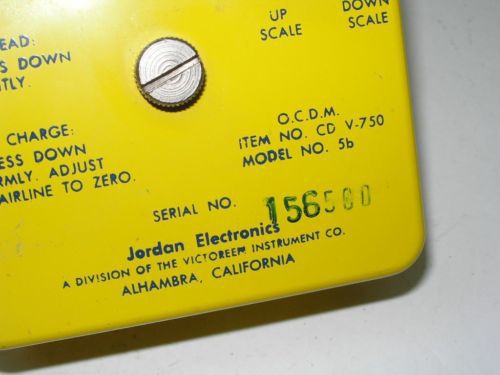 UP
SCALE
DOWN
SCALE
EAD:
S DOWN
TLY.
CHARGE:
ESS DOWN
RMLY. ADJUST
AIRLINE TO ZERO.
O.C.D.M.
ITEM NO. CD V-750
MODEL NO. 5b
SERIAL NO. 156500
Jordan Electronics
A DIVISION OF THE VICTOREEN INSTRUMENT CO.
ALHAMBRA, CALIFORNIA